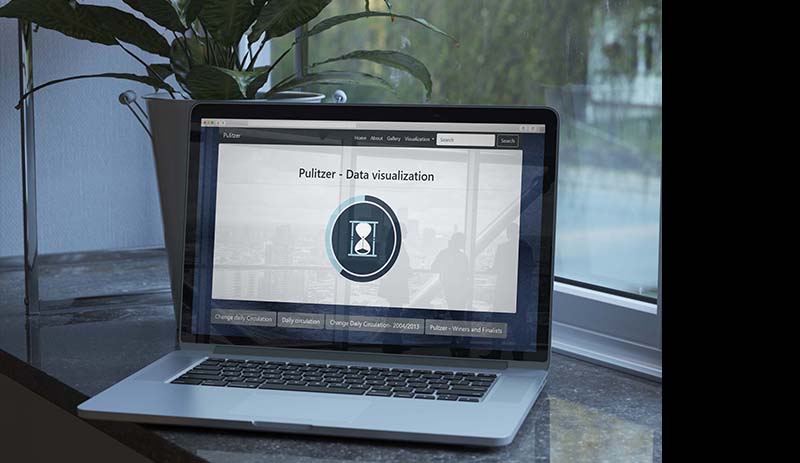 Pulitzer Home About Gallery Visualization Search Search
Pulitzer - Data visualization
Change daily Circulation Daily circulation Change Daily Circulation- 2004/2013 Pulitzer - Winers and Finalists